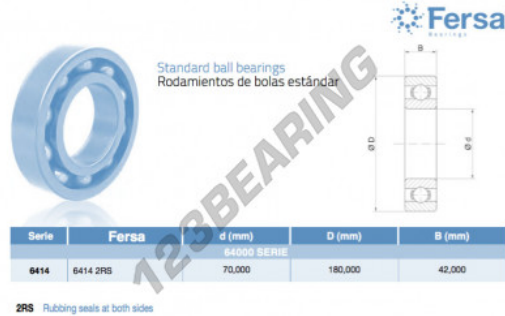 Fersa
Bearings
Standard ball bearings
Rodamientos de bolas estándar
B
Ø D
Ø d
123BEARING
Serie Fersa d (mm) D (mm) B (mm)
64000 SERIE
6414 6414 2RS 70,000 180,000 42,000
2RS Rubbing seals at both sides